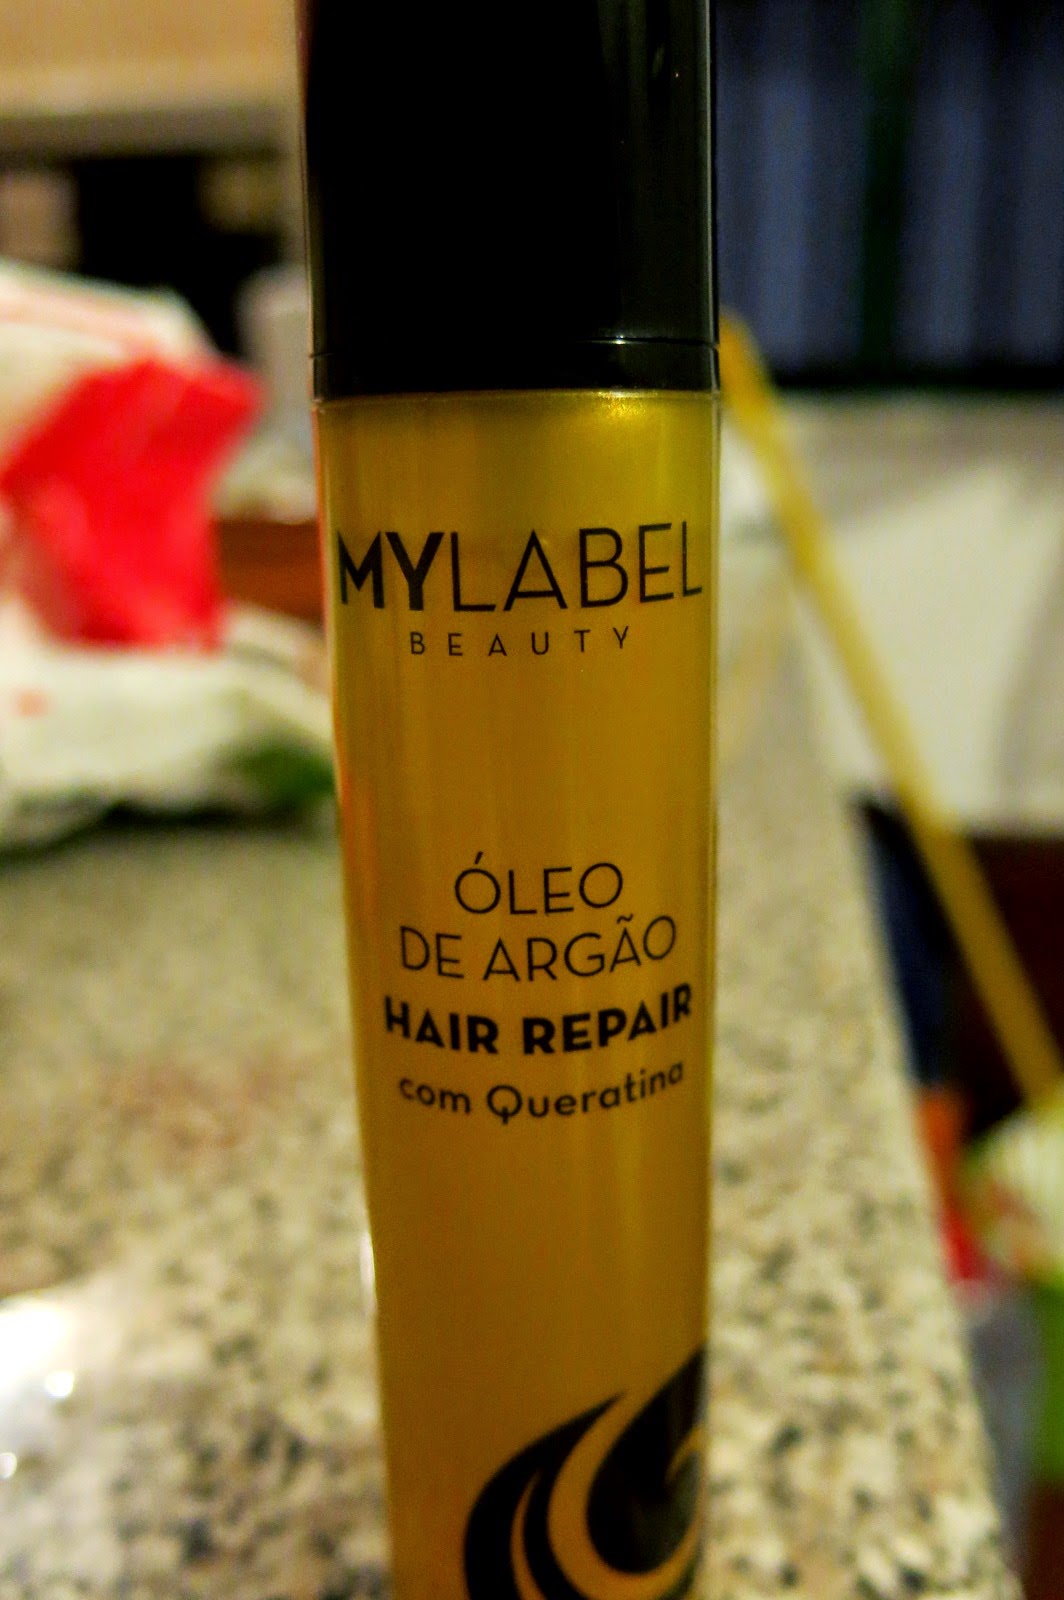 MYLABEL
BEAUTY
ÓLEO
DE ARGÃO
HAIR REPAIR
com Queratina